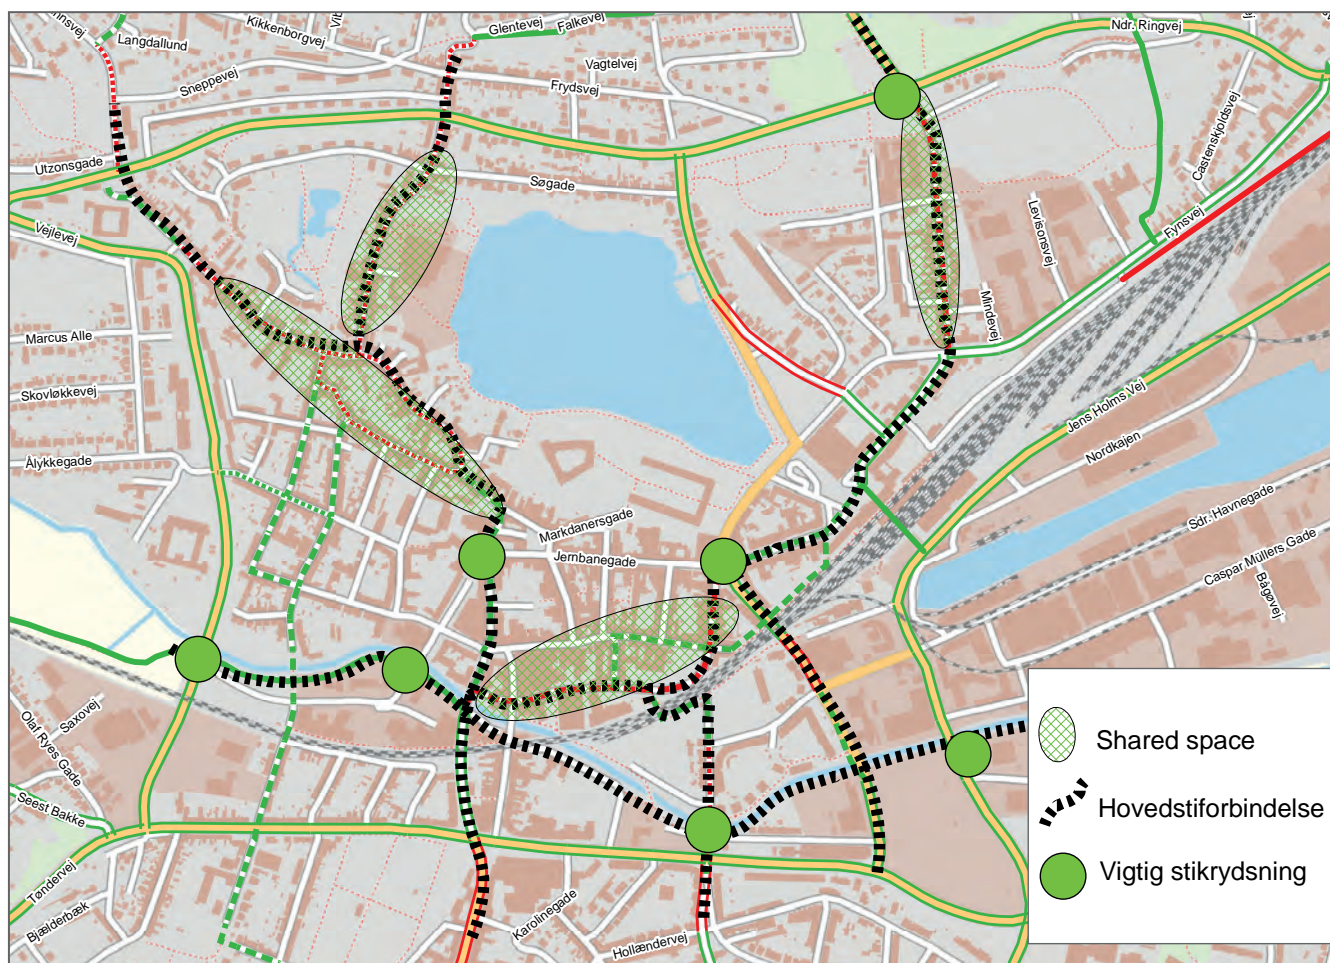 Langdallund
Kikkenborgvej
Glentevej
Falkevej
Ndr. Ringvej
Sneppevej
Vagtelvej
Frydsvej
Castenskjoldsvej
Utzonsgade
Søgade
Levisonsvej
Fynsvej
Vejlevej
Mindevej
Marcus Alle
Skovløkkevej
Jens Holms Vej
Nordkajen
Ålykkegade
Markdanersgade
Jernbanegade
Sdr. Havnegade
Caspar Müllers Gade
Bågøvej
Saxovej
Olaf Ryes Gade
Seest Bakke
Tøndervej
Bjælderbæk
Karolinegade
Hollændervej
Shared space
Hovedstiforbindelse
Vigtig stikrydsning